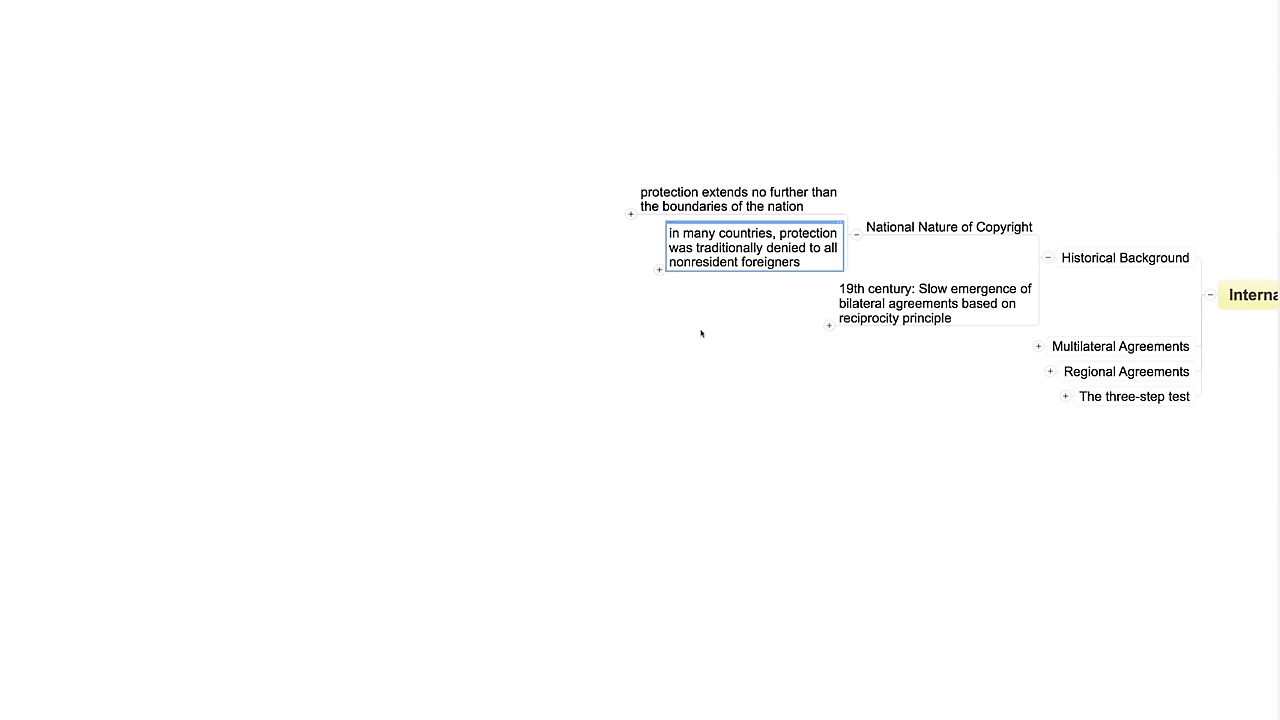 protection extends no further than
the boundaries of the nation
in many countries, protection
was traditionally denied to all
nonresident foreigners
National Nature of Copyright
19th century: Slow emergence of
bilateral agreements based on
reciprocity principle
Historical Background
Interna
Multilateral Agreements
Regional Agreements
The three-step test